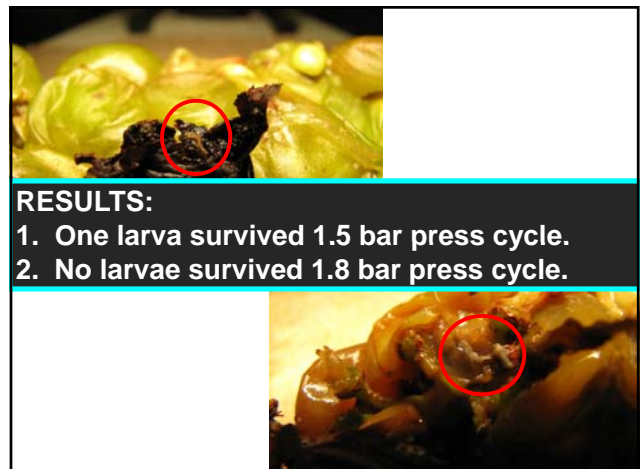 RESULTS:
1. One larva survived 1.5 bar press cycle.
2. No larvae survived 1.8 bar press cycle.